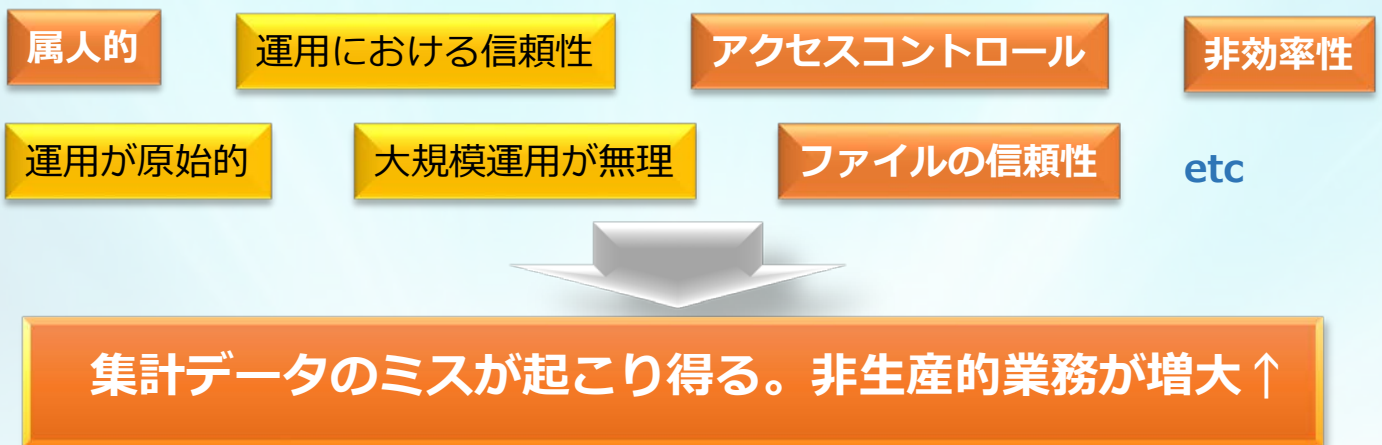 属人的 運用における信頼性 アクセスコントロール 非効率性
運用が原始的 大規模運用が無理 ファイルの信頼性 etc
集計データのミスが起こり得る。非生産的業務が増大↑